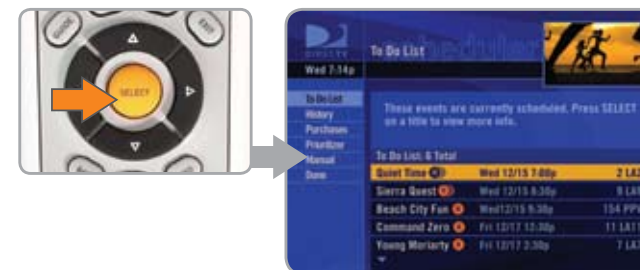 GUIDE
EXIT
SELECT
DIRECTV
To Do List
Wed 7:14p
To Do List
History
Purchases
Prioritizer
Manual
Done
These events are currently scheduled. Press SELECT
on a title to view more info.
To Do List, 6 Total
Quiet Time Wed 12/15 7:00p
Sierra Quest Wed 12/15 8:30p
Beach City Fun Wed12/15 9:30p 154 PPV
Command Zero Fri 12/17 12:30p
Young Moriarty Fri 12/17 2:30p